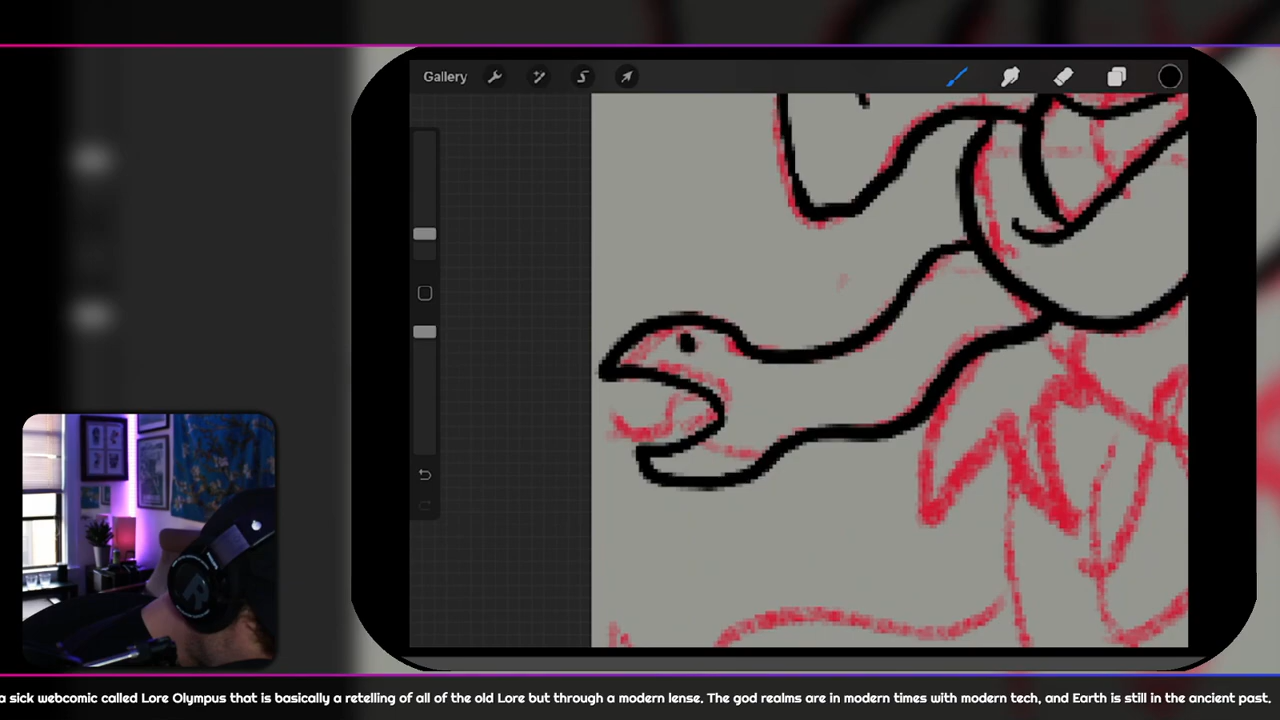 Gallery
a sick webcomic called Lore Olympus that is basically a retelling of all of the old Lore but through a modern lense. The god realms are in modern times with modern tech, and Earth is still in the ancient past.